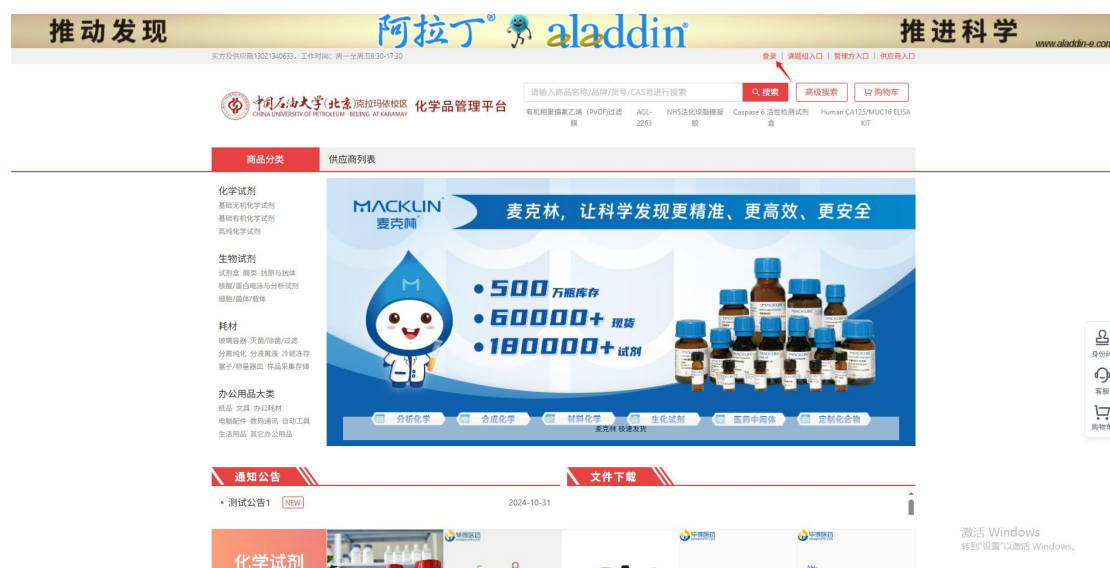 推动发现
阿拉丁® aladdin®
推进科学
www.aladdin-e.com
买方及供应商13021340633，工作时间：周一至周五8:30-17:30
登录 | 课题组入口 | 管理方入口 | 供应商入口
中国石油大学(北京)克拉玛依校区 化学品管理平台
CHINA UNIVERSITY OF PETROLEUM - BEIJING AT KARAMAY
请输入商品名称/品牌/货号/CAS号进行搜索
搜索
高级搜索
购物车
有机相聚偏氟乙烯 (PVDF)过滤膜
AGL-2263
NHS活化琼脂糖凝胶
Caspase 6 活性检测试剂盒
Human CA125/MUC16 ELISA KIT
商品分类
供应商列表
化学试剂
基础无机化学试剂
基础有机化学试剂
高纯化学试剂
生物试剂
试剂盒 酶类 抗原与抗体
核酸/蛋白电泳与分析试剂
细胞/菌体/载体
耗材
玻璃容器 灭菌/除菌/过滤
分离纯化 分液离液 冷链冻存
塞子/称量器皿 样品采集存储
办公用品大类
纸品 文具 办公耗材
电脑配件 数码通讯 自动工具
生活用品 其它办公用品
MACKLIN
麦克林
麦克林，让科学发现更精准、更高效、更安全
M
• 500 万瓶库存
• 60000+ 现货
• 180000+ 试剂
分析化学
合成化学
材料化学
生化试剂
医药中间体
定制化合物
麦克林 极速发货
身份码
客服
购物车
通知公告
文件下载
• 测试公告1 NEW 2024-10-31
化学试剂
毕得医药
毕得医药
毕得医药
激活 Windows
转到"设置"以激活 Windows。